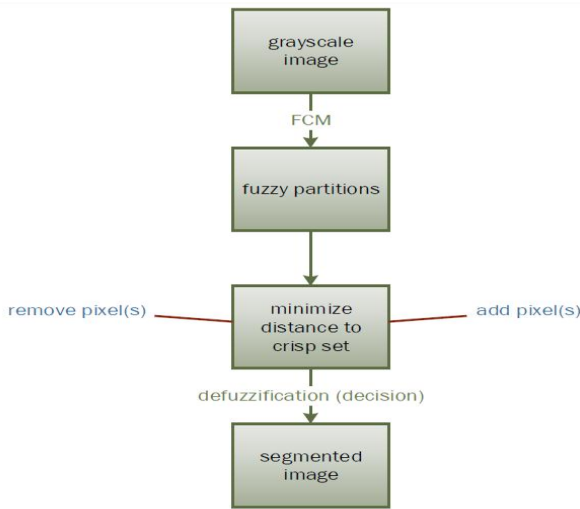 grayscale
image
FCM
fuzzy partitions
remove pixel(s)
minimize
distance to
crisp set
add pixel(s)
defuzzification (decision)
segmented
image